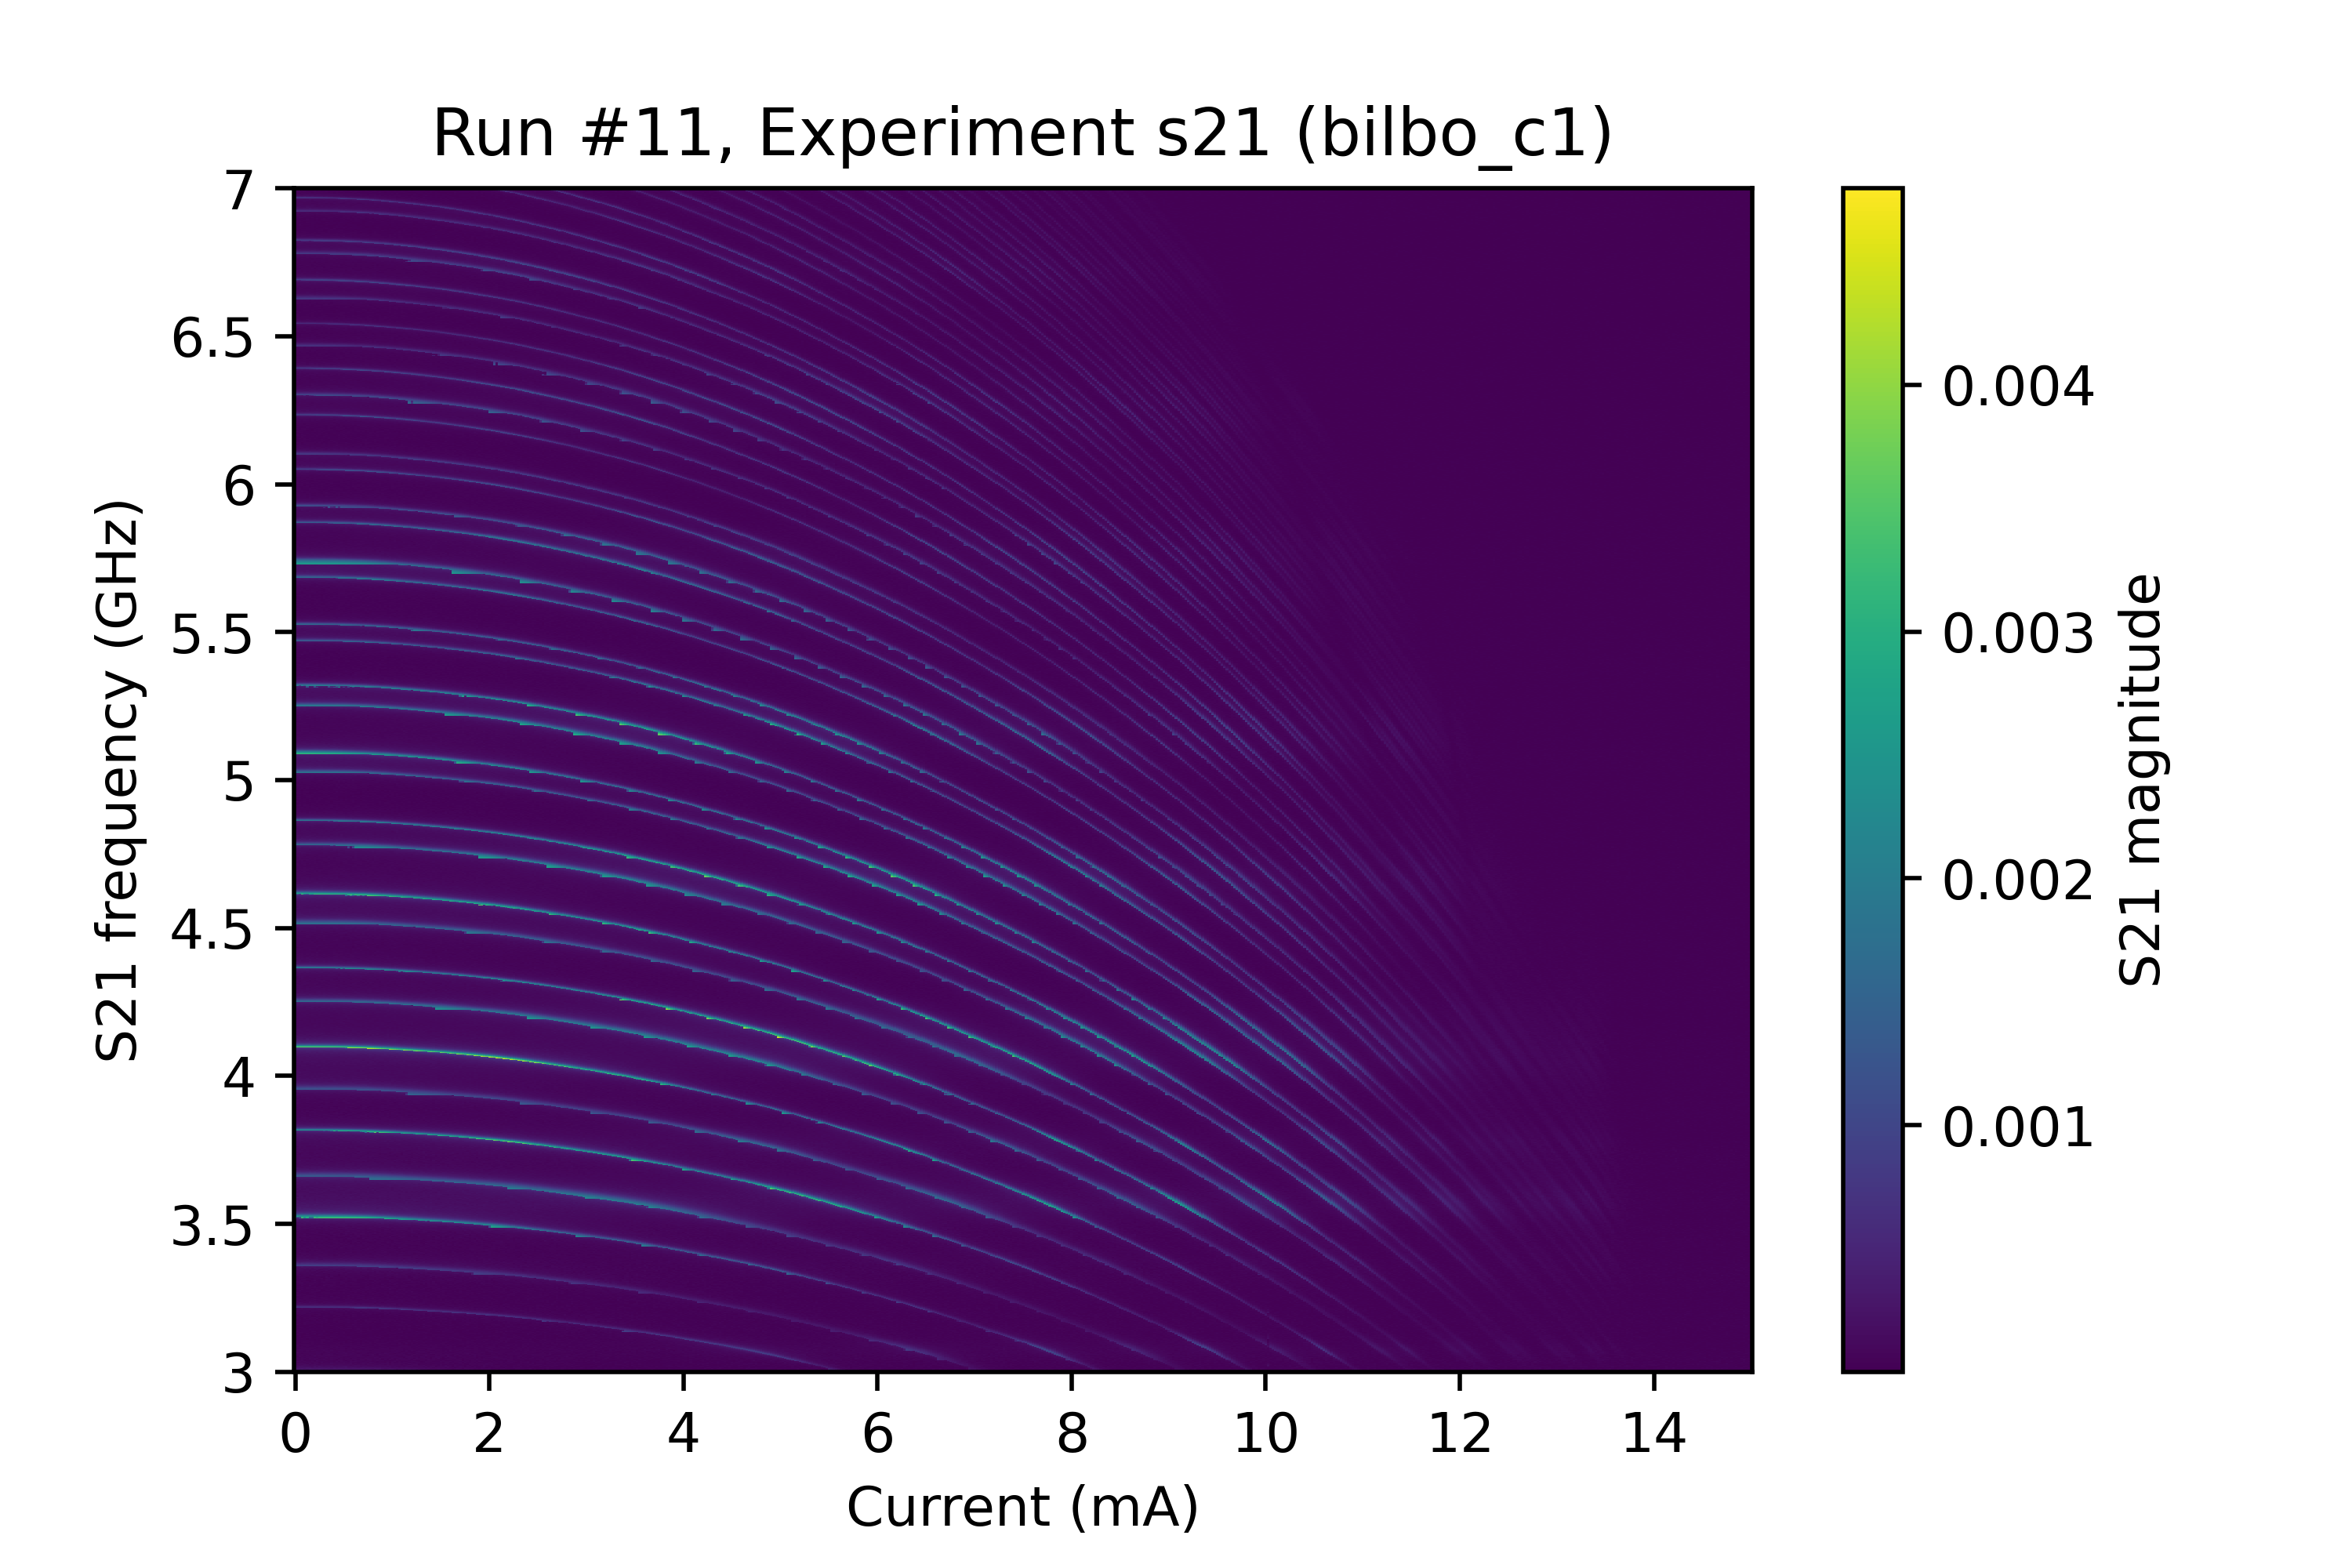 Run #11, Experiment s21 (bilbo_c1)
7
6.5
6
5.5
5
4.5
4
3.5
3
S21 frequency (GHz)
0 2 4 6 8 10 12 14
Current (mA)
0.004
0.003
0.002
0.001
S21 magnitude